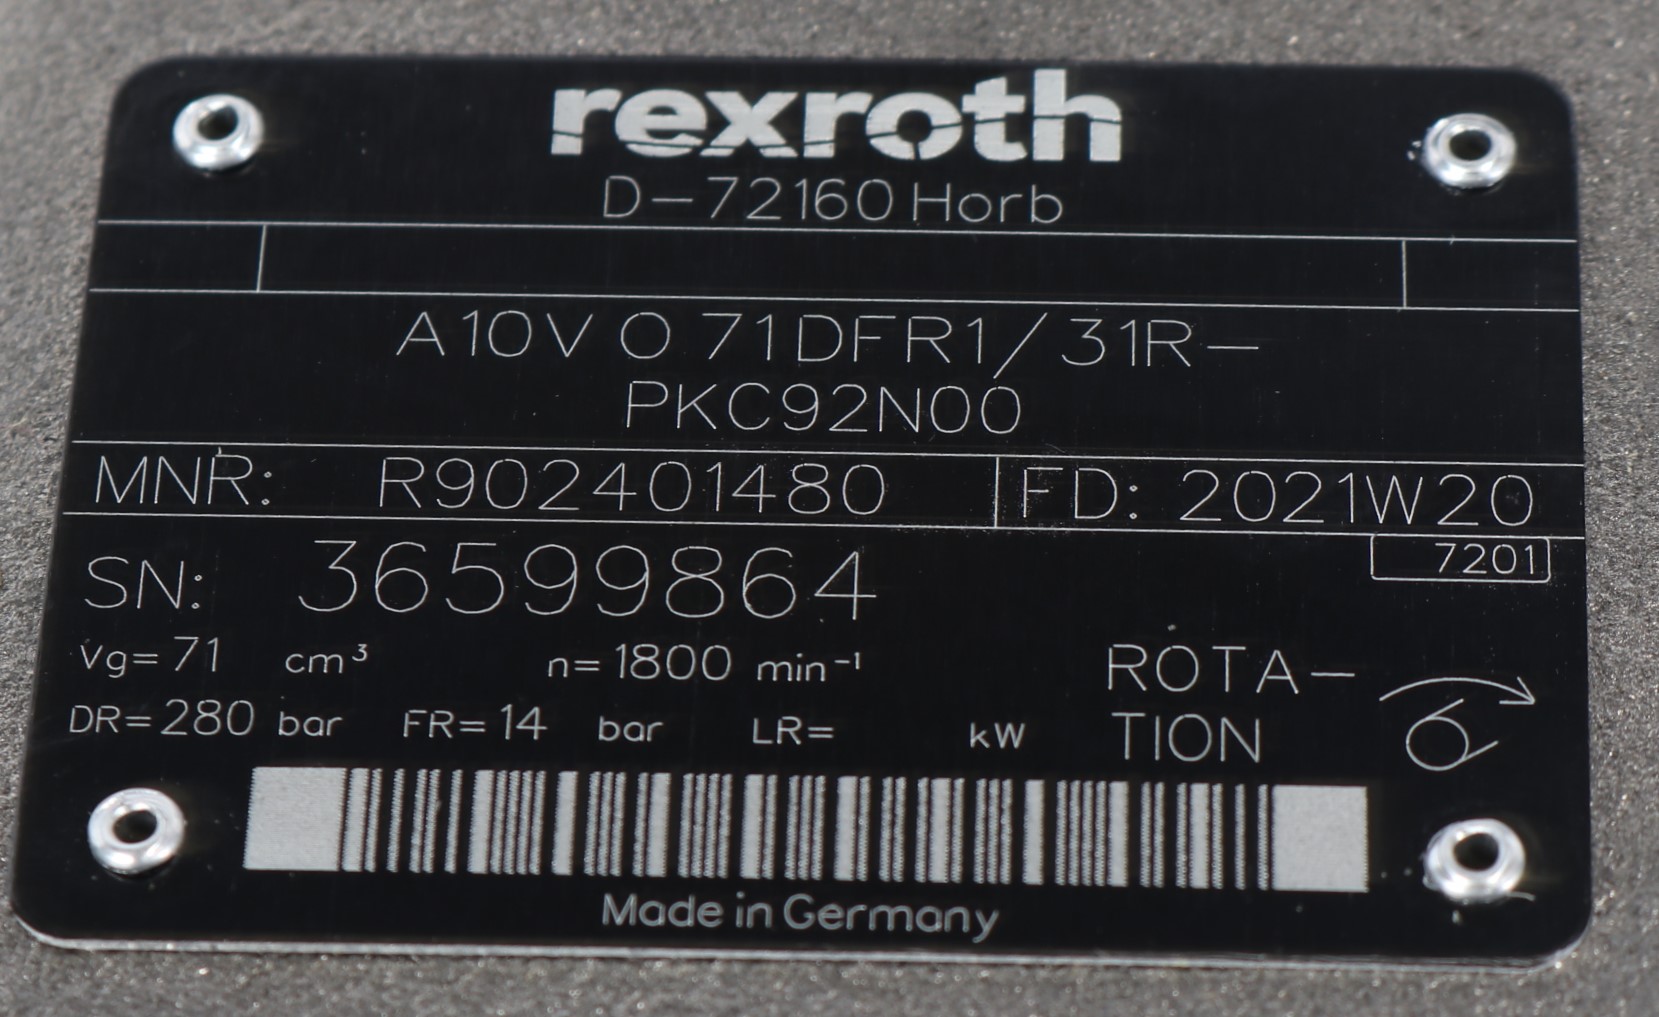 rexroth
D-72160 Horb
A10V O 71DFR1/31R-
PKC92N00
MNR: R902401480 FD: 2021W20
7201
SN: 36599864
Vg= 71 cm³ n= 1800 min⁻¹
DR= 280 bar FR= 14 bar LR= kW
ROTA-
TION
Made in Germany